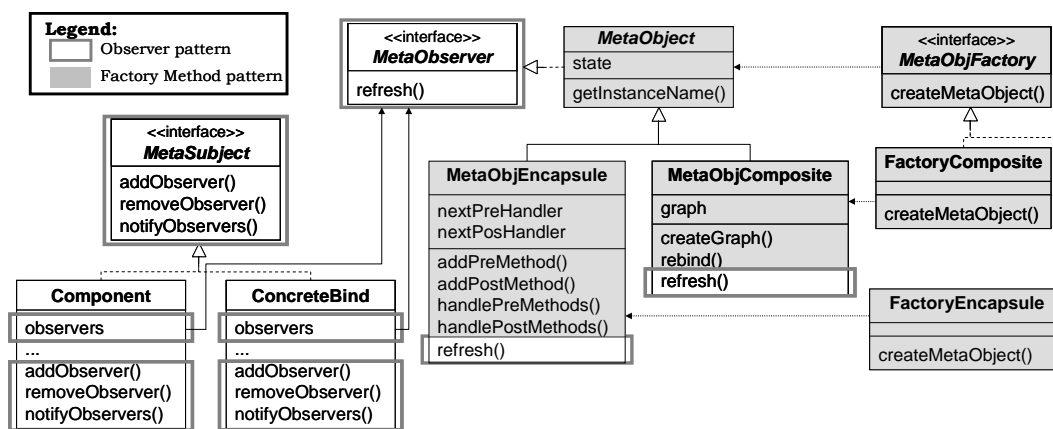 Legend:
Observer pattern
Factory Method pattern
<<interface>>
MetaObserver
refresh()
MetaObject
state
getInstanceName()
<<interface>>
MetaObjFactory
createMetaObject()
<<interface>>
MetaSubject
addObserver()
removeObserver()
notifyObservers()
MetaObjEncapsule
nextPreHandler
nextPosHandler
addPreMethod()
addPostMethod()
handlePreMethods()
handlePostMethods()
refresh()
MetaObjComposite
graph
createGraph()
rebind()
refresh()
FactoryComposite
createMetaObject()
Component
observers
...
addObserver()
removeObserver()
notifyObservers()
ConcreteBind
observers
...
addObserver()
removeObserver()
notifyObservers()
FactoryEncapsule
createMetaObject()